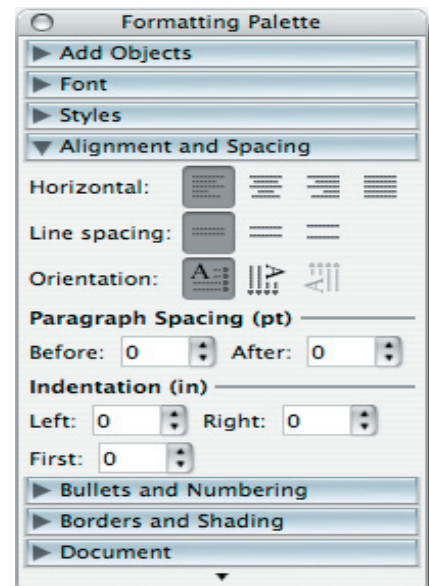 Formatting Palette
Add Objects
Font
Styles
Alignment and Spacing
Horizontal:
Line spacing:
Orientation: A A A
Paragraph Spacing (pt)
Before: 0 After: 0
Indentation (in)
Left: 0 Right: 0
First: 0
Bullets and Numbering
Borders and Shading
Document